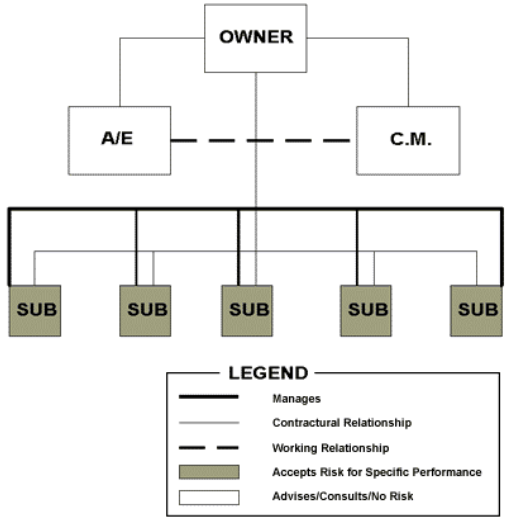 OWNER
A/E
C.M.
SUB SUB SUB SUB SUB
LEGEND
Manages
Contractural Relationship
Working Relationship
Accepts Risk for Specific Performance
Advises/Consults/No Risk